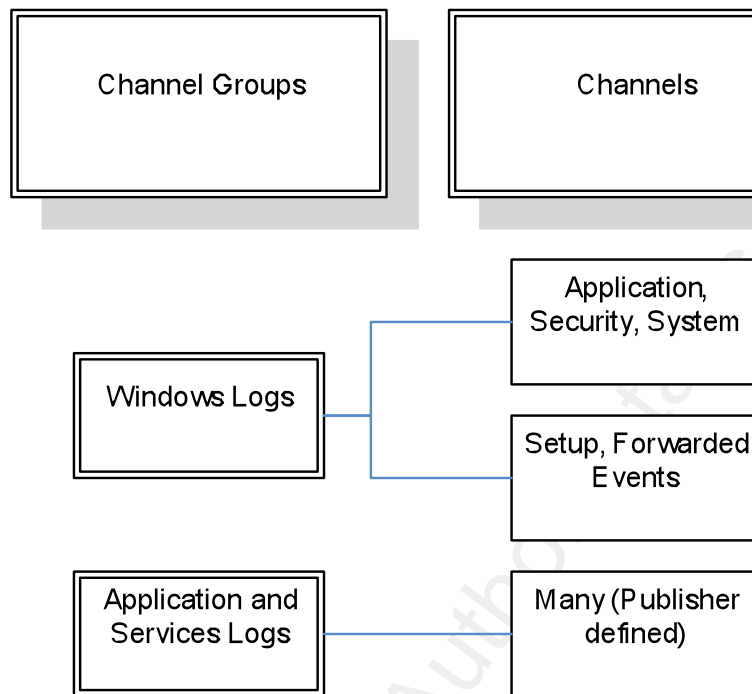 Channel Groups
Channels
Application,
Security, System
Windows Logs
Setup, Forwarded
Events
Application and
Services Logs
Many (Publisher
defined)